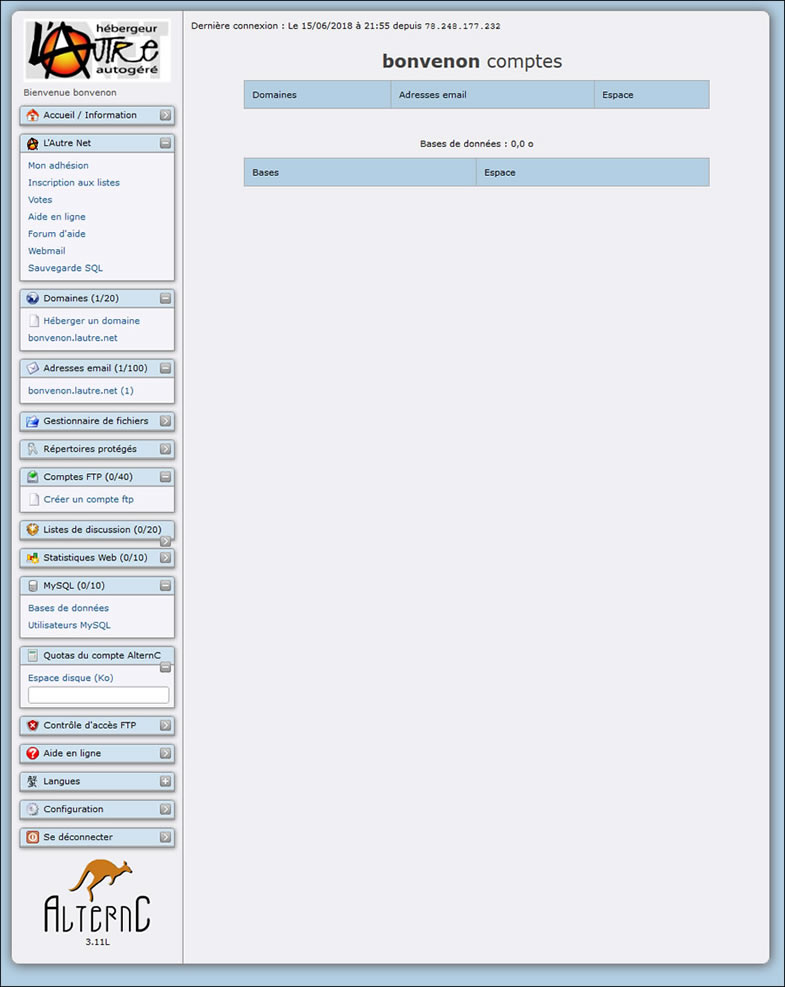 hébergeur
L'Autre
autogéré
Bienvenue bonvenon
Accueil / Information
L'Autre Net
Mon adhésion
Inscription aux listes
Votes
Aide en ligne
Forum d'aide
Webmail
Sauvegarde SQL
Domaines (1/20)
Héberger un domaine
bonvenon.lautre.net
Adresses email (1/100)
bonvenon.lautre.net (1)
Gestionnaire de fichiers
Répertoires protégés
Comptes FTP (0/40)
Créer un compte ftp
Listes de discussion (0/20)
Statistiques Web (0/10)
MySQL (0/10)
Bases de données
Utilisateurs MySQL
Quotas du compte AlternC
Espace disque (Ko)
Contrôle d'accès FTP
Aide en ligne
Langues
Configuration
Se déconnecter
AlternC
3.11L
Dernière connexion : Le 15/06/2018 à 21:55 depuis 78.248.177.232
bonvenon comptes
Domaines Adresses email Espace
Bases de données : 0,0 o
Bases Espace